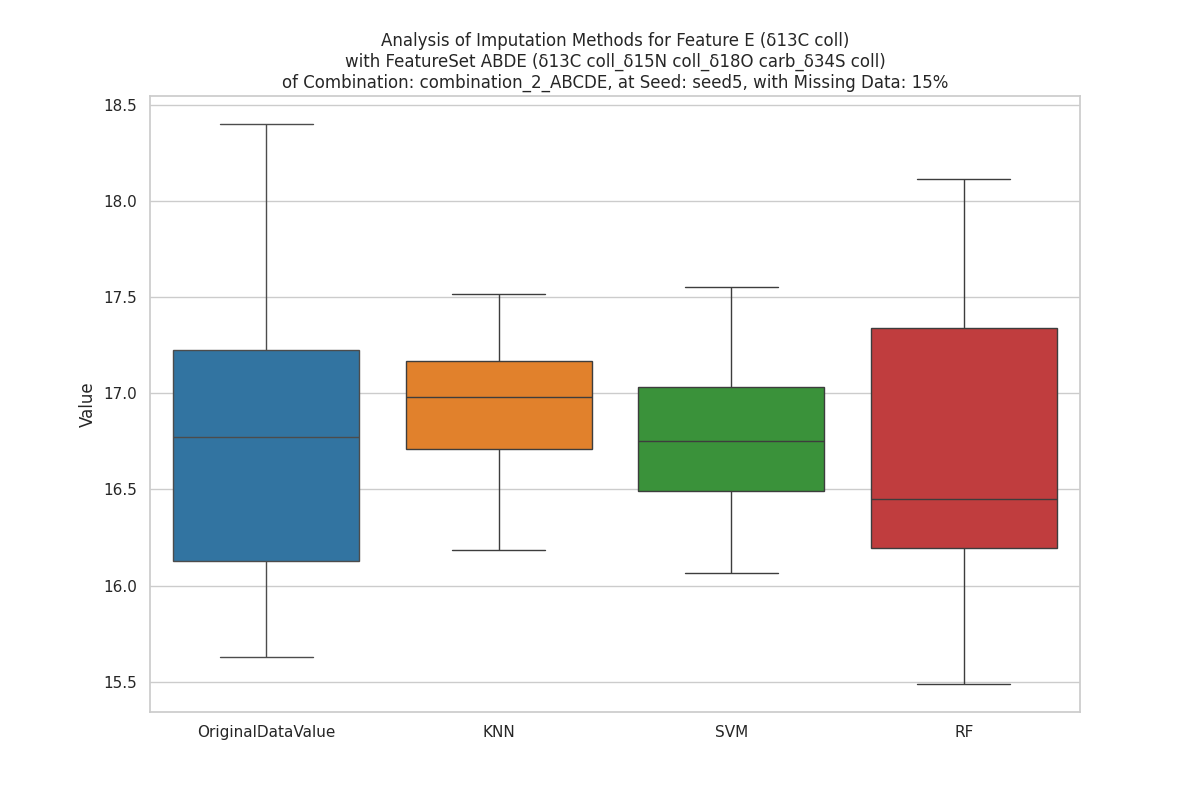 Analysis of Imputation Methods for Feature E (δ13C coll)
with FeatureSet ABDE (δ13C coll_δ15N coll_δ18O carb_δ34S coll)
of Combination: combination_2_ABCDE, at Seed: seed5, with Missing Data: 15%
18.5
18.0
17.5
17.0
16.5
16.0
15.5
Value
OriginalDataValue
KNN
SVM
RF